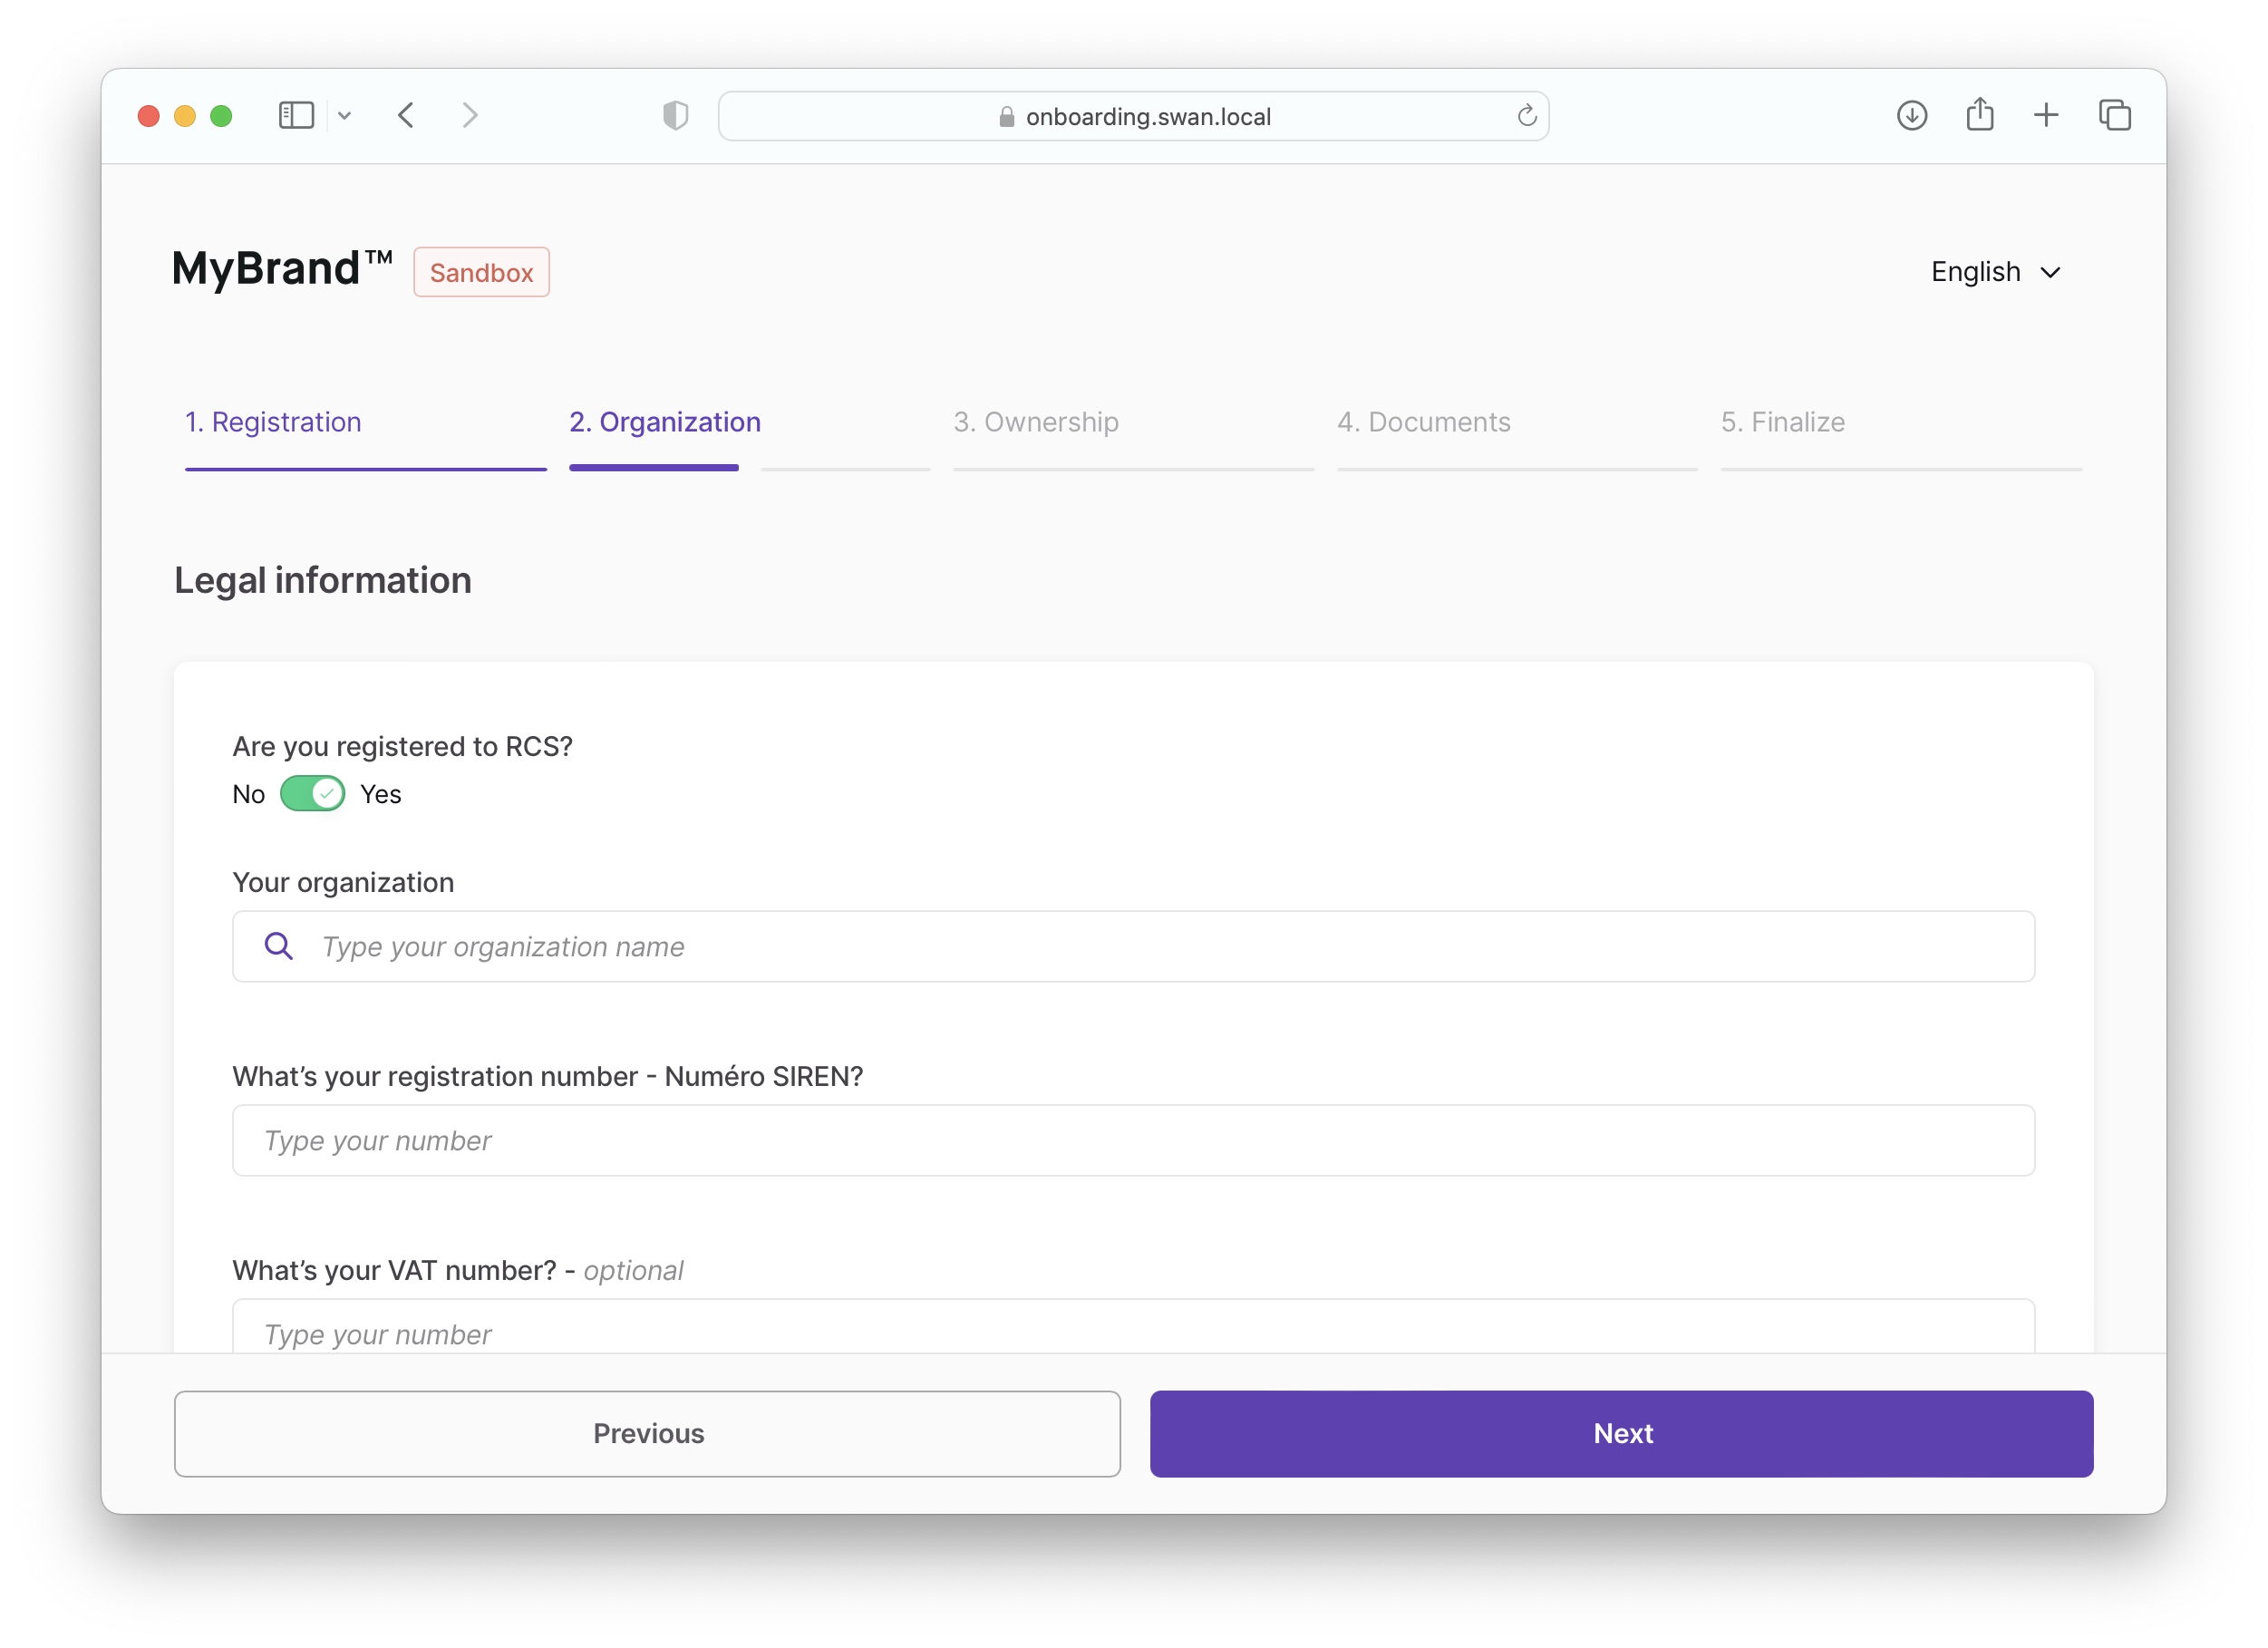 onboarding.swan.local
MyBrand™ Sandbox English
1. Registration 2. Organization 3. Ownership 4. Documents 5. Finalize
Legal information
Are you registered to RCS?
No Yes
Your organization
Type your organization name
What’s your registration number - Numéro SIREN?
Type your number
What’s your VAT number? - optional
Type your number
Previous Next